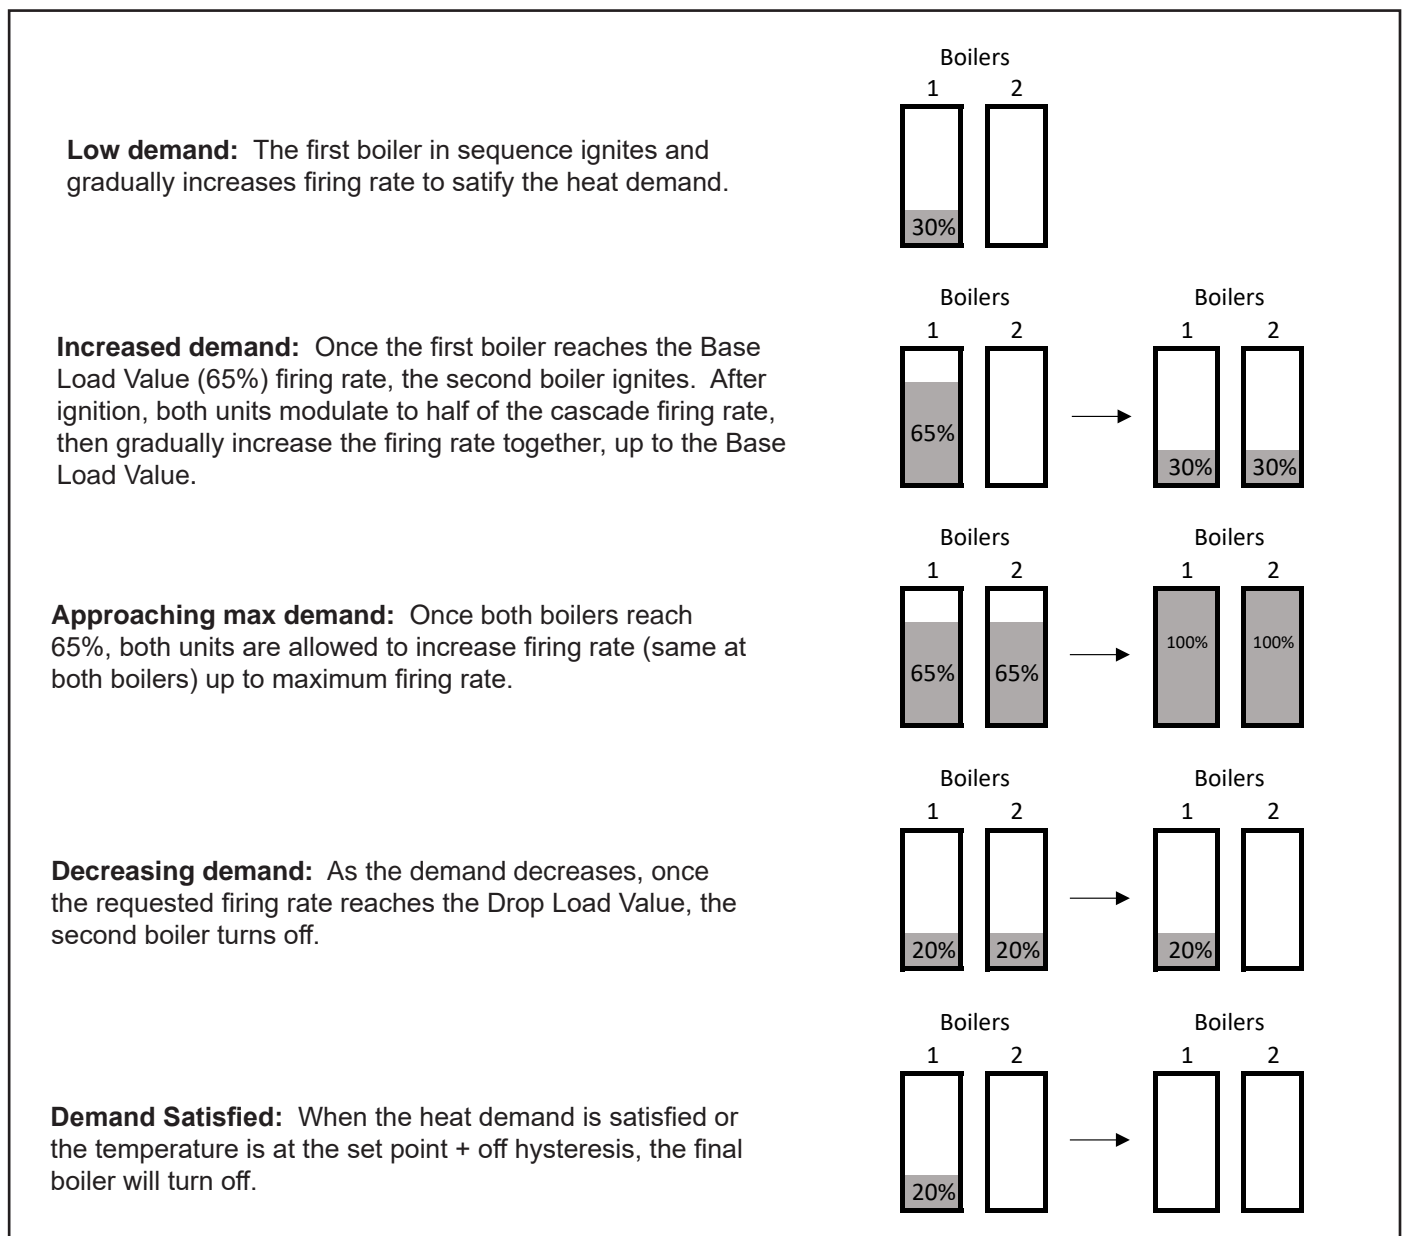 Boilers
1 2
Low demand: The first boiler in sequence ignites and
gradually increases firing rate to satify the heat demand.
30%
Boilers Boilers
1 2 1 2
Increased demand: Once the first boiler reaches the Base
Load Value (65%) firing rate, the second boiler ignites. After
ignition, both units modulate to half of the cascade firing rate,
then gradually increase the firing rate together, up to the Base
Load Value.
65%
30% 30%
Boilers Boilers
1 2 1 2
Approaching max demand: Once both boilers reach
65%, both units are allowed to increase firing rate (same at
both boilers) up to maximum firing rate.
65% 65% 100% 100%
Boilers Boilers
1 2 1 2
Decreasing demand: As the demand decreases, once
the requested firing rate reaches the Drop Load Value, the
second boiler turns off.
20% 20% 20%
Boilers Boilers
1 2 1 2
Demand Satisfied: When the heat demand is satisfied or
the temperature is at the set point + off hysteresis, the final
boiler will turn off.
20%